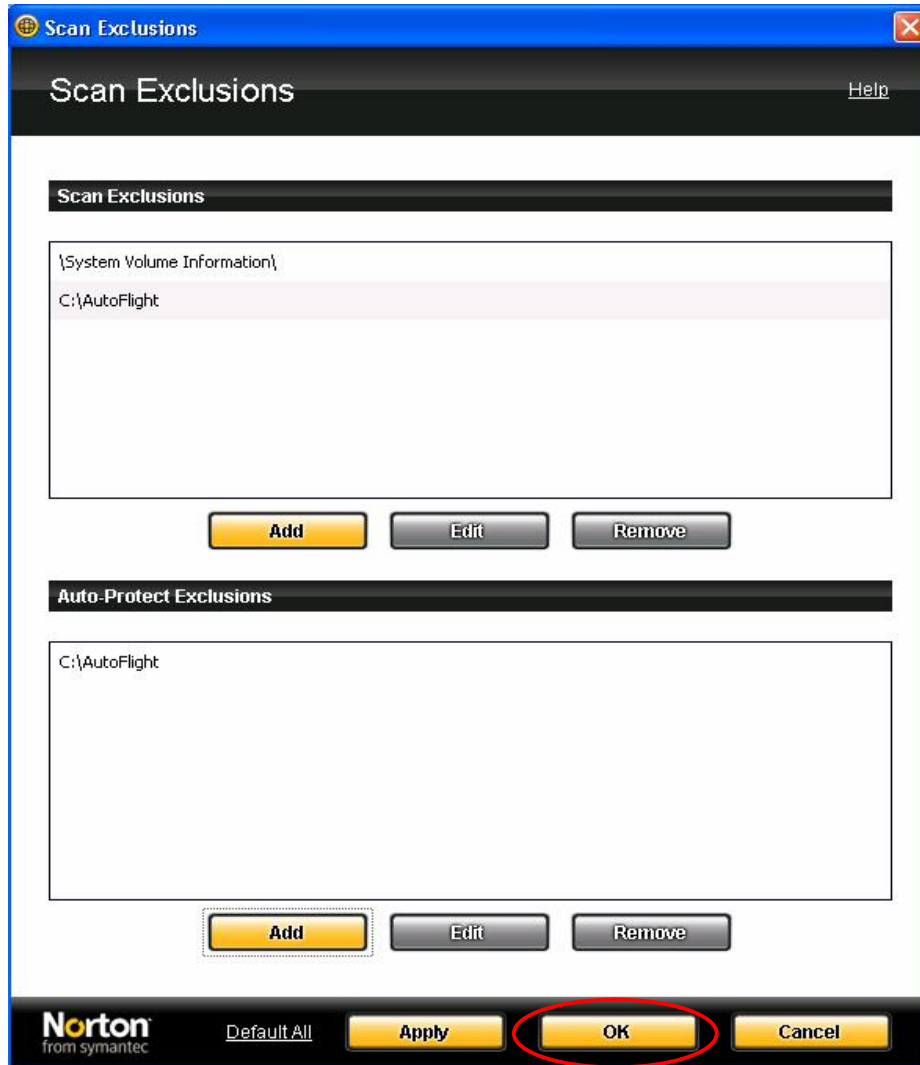 Scan Exclusions
Scan Exclusions
Help
Scan Exclusions
\System Volume Information\
C:\AutoFlight
Add Edit Remove
Auto-Protect Exclusions
C:\AutoFlight
Add Edit Remove
Norton
from symantec
Default All Apply OK Cancel